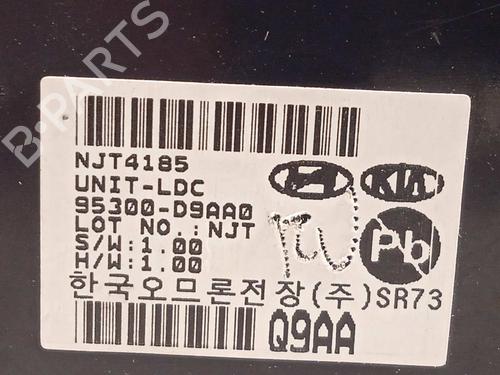 NJT4185
UNIT-LDC
95300-D9AA0
LOT NO.:NJT
S/W:1.00
H/W:1.00
한국오므론전장(주)SR73
Q9AA
KIA
Pb
B-PARTS